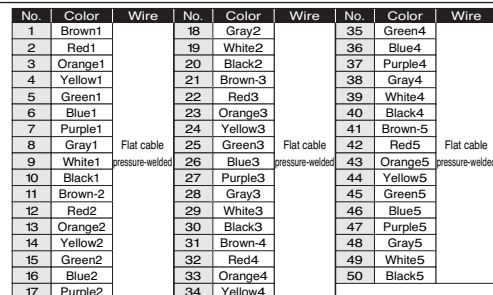 No. Color Wire No. Color Wire No. Color Wire
1 Brown1 18 Gray2 35 Green4
2 Red1 19 White2 36 Blue4
3 Orange1 20 Black2 37 Purple4
4 Yellow1 21 Brown-3 38 Gray4
5 Green1 22 Red3 39 White4
6 Blue1 23 Orange3 40 Black4
7 Purple1 24 Yellow3 41 Brown-5
8 Gray1 Flat cable 25 Green3 Flat cable 42 Red5 Flat cable
9 White1 pressure-welded 26 Blue3 pressure-welded 43 Orange5 pressure-welded
10 Black1 27 Purple3 44 Yellow5
11 Brown-2 28 Gray3 45 Green5
12 Red2 29 White3 46 Blue5
13 Orange2 30 Black3 47 Purple5
14 Yellow2 31 Brown-4 48 Gray5
15 Green2 32 Red4 49 White5
16 Blue2 33 Orange4 50 Black5
17 Purple2 34 Yellow4